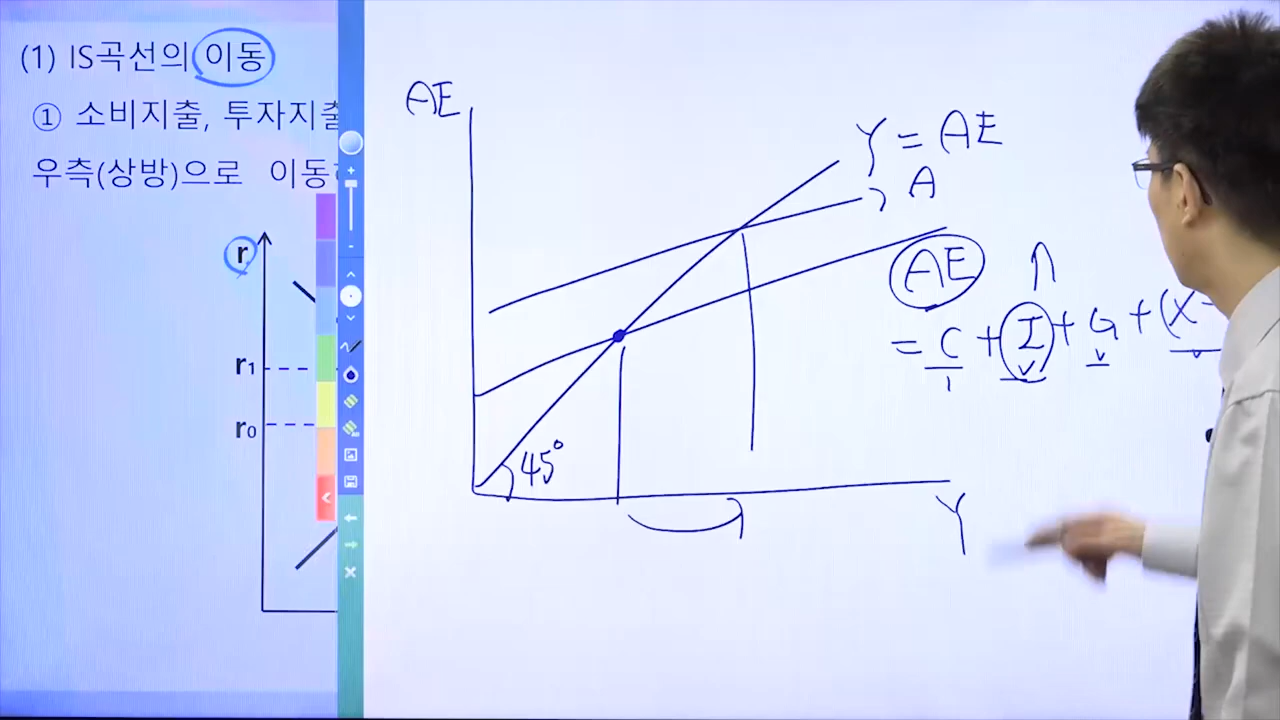 (1) IS곡선의 이동
① 소비지출, 투자지출
우측(상방)으로 이동
r
r₁
r₀
AE
Y = AE
A
AE
= C + I + G + (X -
45°
Y